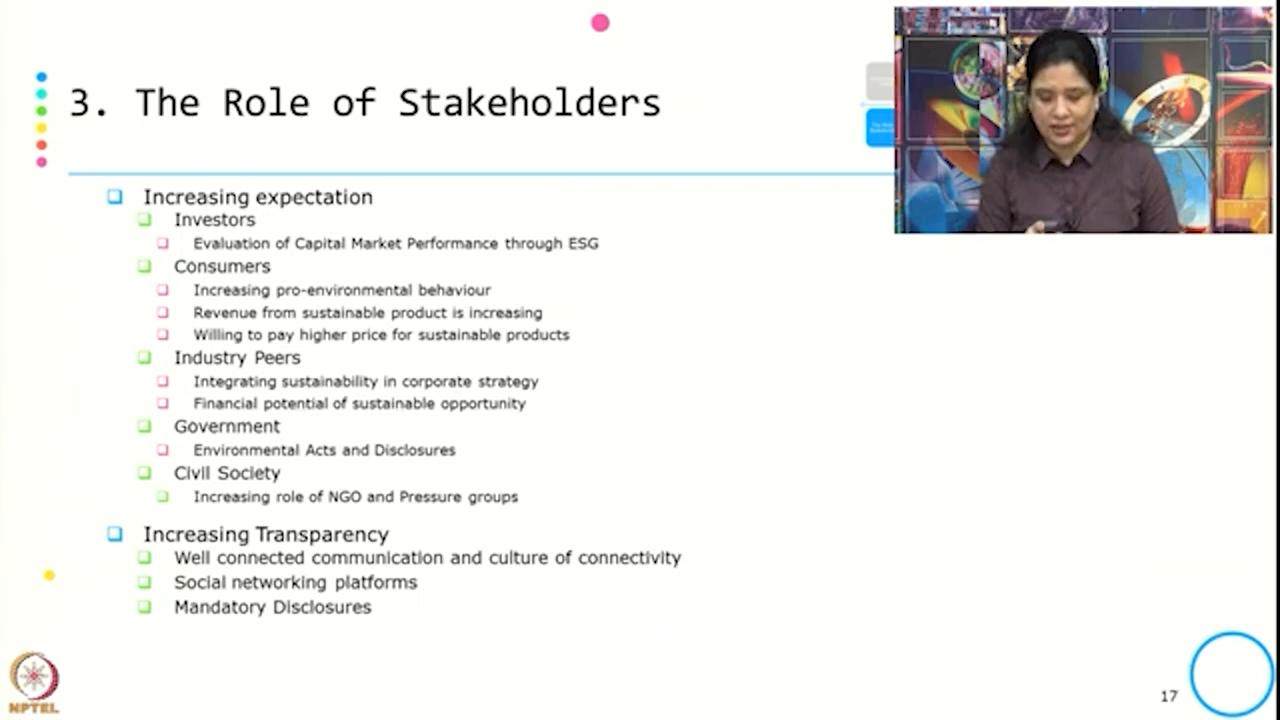 3. The Role of Stakeholders
Increasing expectation
Investors
Evaluation of Capital Market Performance through ESG
Consumers
Increasing pro-environmental behaviour
Revenue from sustainable product is increasing
Willing to pay higher price for sustainable products
Industry Peers
Integrating sustainability in corporate strategy
Financial potential of sustainable opportunity
Government
Environmental Acts and Disclosures
Civil Society
Increasing role of NGO and Pressure groups
Increasing Transparency
Well connected communication and culture of connectivity
Social networking platforms
Mandatory Disclosures
NPTEL
17